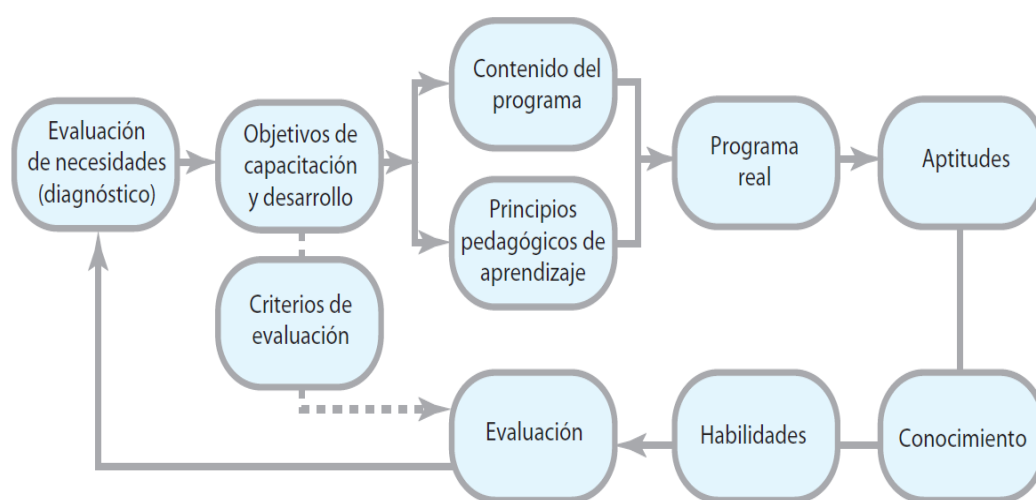 Evaluación
de necesidades
(diagnóstico)
Objetivos de
capacitación
y desarrollo
Contenido del
programa
Principios
pedagógicos de
aprendizaje
Programa
real
Aptitudes
Criterios de
evaluación
Evaluación
Habilidades
Conocimiento